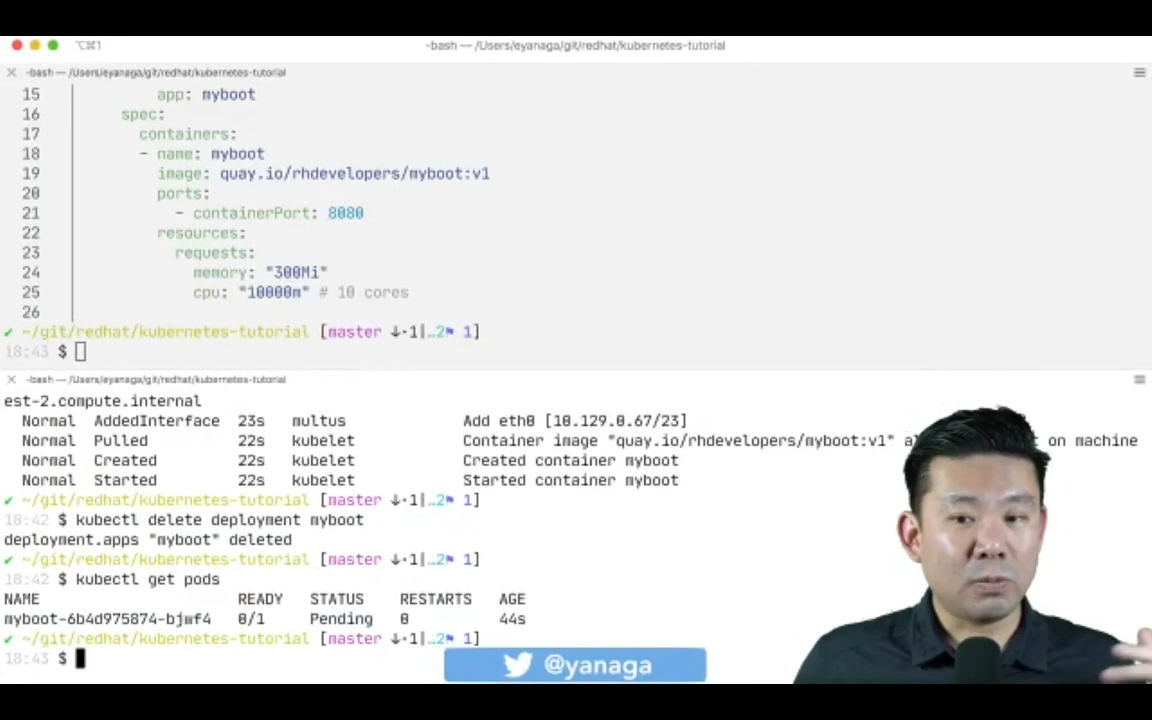 ⌥⌘1
-bash — /Users/eyanaga/git/redhat/kubernetes-tutorial
-bash — /Users/eyanaga/git/redhat/kubernetes-tutorial
15 app: myboot
16 spec:
17 containers:
18 - name: myboot
19 image: quay.io/rhdevelopers/myboot:v1
20 ports:
21 - containerPort: 8080
22 resources:
23 requests:
24 memory: "300Mi"
25 cpu: "10000m" # 10 cores
26
✔ ~/git/redhat/kubernetes-tutorial [master ↓·1|…2⚑ 1]
18:43 $
-bash — /Users/eyanaga/git/redhat/kubernetes-tutorial
est-2.compute.internal
Normal AddedInterface 23s multus Add eth0 [10.129.0.67/23]
Normal Pulled 22s kubelet Container image "quay.io/rhdevelopers/myboot:v1" on machine
Normal Created 22s kubelet Created container myboot
Normal Started 22s kubelet Started container myboot
✔ ~/git/redhat/kubernetes-tutorial [master ↓·1|…2⚑ 1]
18:42 $ kubectl delete deployment myboot
deployment.apps "myboot" deleted
✔ ~/git/redhat/kubernetes-tutorial [master ↓·1|…2⚑ 1]
18:42 $ kubectl get pods
NAME READY STATUS RESTARTS AGE
myboot-6b4d975874-bjwf4 0/1 Pending 0 44s
✔ ~/git/redhat/kubernetes-tutorial [master ↓·1|…2⚑ 1]
18:43 $
@yanaga